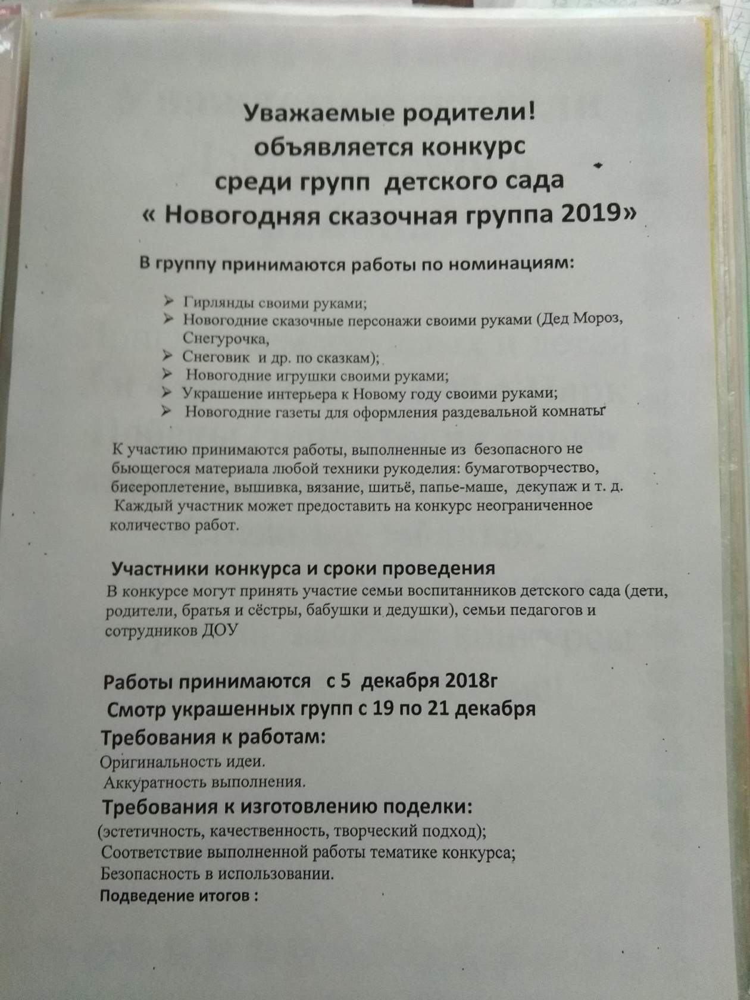 Уважаемые родители!
объявляется конкурс
среди групп детского сада
« Новогодняя сказочная группа 2019»
В группу принимаются работы по номинациям:
➢ Гирлянды своими руками;
➢ Новогодние сказочные персонажи своими руками (Дед Мороз,
Снегурочка,
➢ Снеговик и др. по сказкам);
➢ Новогодние игрушки своими руками;
➢ Украшение интерьера к Новому году своими руками;
➢ Новогодние газеты для оформления раздевальной комнаты
К участию принимаются работы, выполненные из безопасного не
бьющегося материала любой техники рукоделия: бумаготворчество,
бисероплетение, вышивка, вязание, шитьё, папье-маше, декупаж и т. д.
Каждый участник может предоставить на конкурс неограниченное
количество работ.
Участники конкурса и сроки проведения
В конкурсе могут принять участие семьи воспитанников детского сада (дети,
родители, братья и сёстры, бабушки и дедушки), семьи педагогов и
сотрудников ДОУ
Работы принимаются с 5 декабря 2018г
Смотр украшенных групп с 19 по 21 декабря
Требования к работам:
Оригинальность идеи.
Аккуратность выполнения.
Требования к изготовлению поделки:
(эстетичность, качественность, творческий подход);
Соответствие выполненной работы тематике конкурса;
Безопасность в использовании.
Подведение итогов :